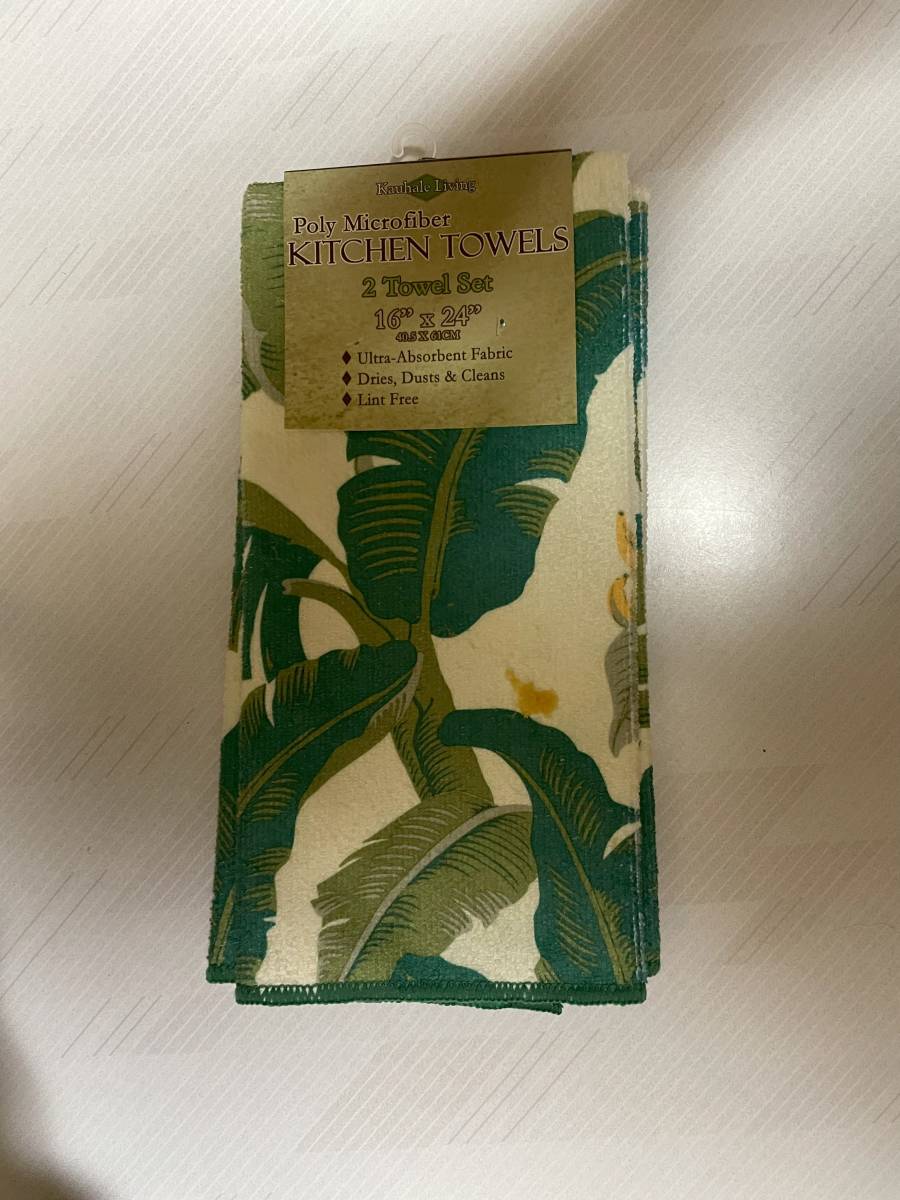 Kauhale Living
Poly Microfiber
KITCHEN TOWELS
2 Towel Set
16” x 24”
40.5 X 61CM
♦ Ultra-Absorbent Fabric
♦ Dries, Dusts & Cleans
♦ Lint Free